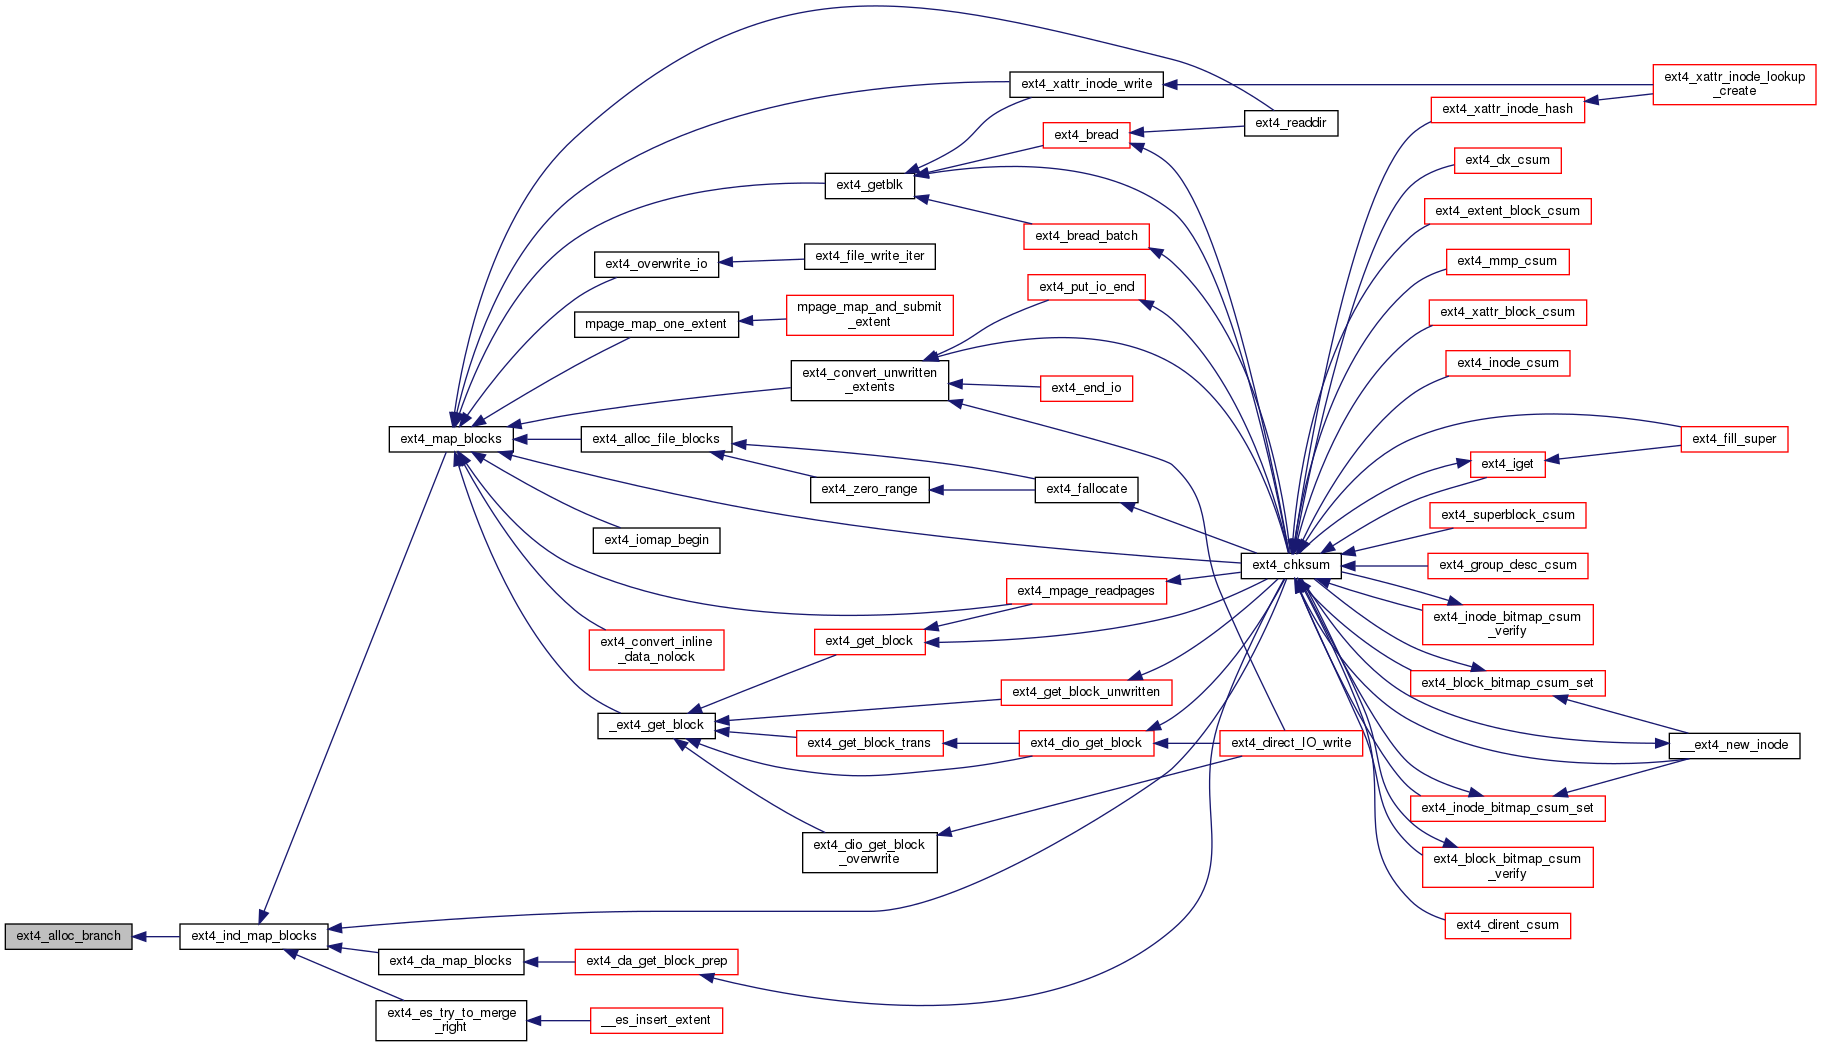 ext4_xattr_inode_lookup
_create
ext4_xattr_inode_write
ext4_xattr_inode_hash
ext4_readdir
ext4_bread
ext4_dx_csum
ext4_getblk
ext4_extent_block_csum
ext4_bread_batch
ext4_file_write_iter
ext4_overwrite_io
ext4_mmp_csum
ext4_put_io_end
mpage_map_and_submit
_extent
ext4_xattr_block_csum
mpage_map_one_extent
ext4_inode_csum
ext4_convert_unwritten
_extents
ext4_end_io
ext4_map_blocks
ext4_alloc_file_blocks
ext4_fill_super
ext4_iget
ext4_zero_range
ext4_fallocate
ext4_superblock_csum
ext4_iomap_begin
ext4_chksum
ext4_group_desc_csum
ext4_mpage_readpages
ext4_inode_bitmap_csum
_verify
ext4_get_block
ext4_convert_inline
_data_nolock
ext4_block_bitmap_csum_set
ext4_get_block_unwritten
_ext4_get_block
ext4_get_block_trans
ext4_dio_get_block
ext4_direct_IO_write
__ext4_new_inode
ext4_inode_bitmap_csum_set
ext4_dio_get_block
_overwrite
ext4_block_bitmap_csum
_verify
ext4_dirent_csum
ext4_alloc_branch
ext4_ind_map_blocks
ext4_da_map_blocks
ext4_da_get_block_prep
ext4_es_try_to_merge
_right
__es_insert_extent